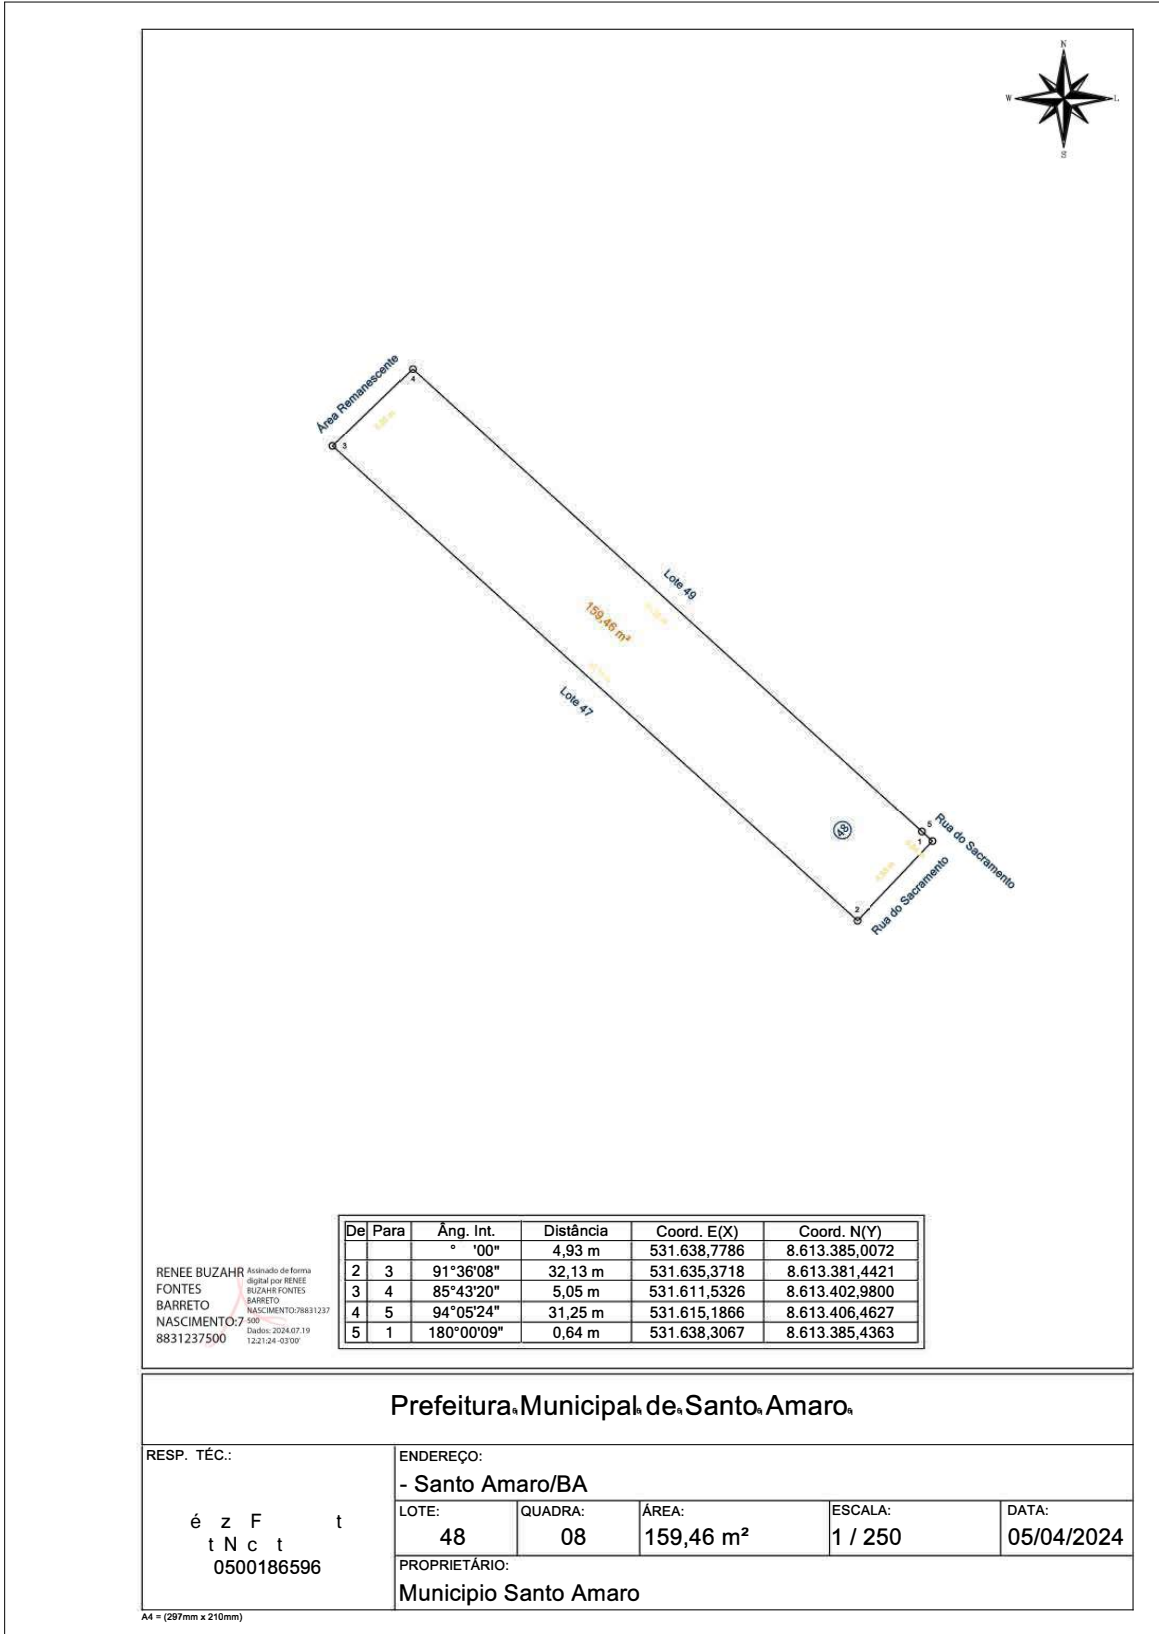 N
W
L
S
Área Remanescente
4
3
Lote 49
159,46 m²
Lote 47
48
5
1
Rua do Sacramento
2
Rua do Sacramento
De Para Âng. Int. Distância Coord. E(X) Coord. N(Y)
° '00" 4,93 m 531.638,7786 8.613.385,0072
2 3 91°36'08" 32,13 m 531.635,3718 8.613.381,4421
3 4 85°43'20" 5,05 m 531.611,5326 8.613.402,9800
4 5 94°05'24" 31,25 m 531.615,1866 8.613.406,4627
5 1 180°00'09" 0,64 m 531.638,3067 8.613.385,4363
RENEE BUZAHR
FONTES
BARRETO
NASCIMENTO:7
8831237500
Assinado de forma
digital por RENEE
BUZAHR FONTES
BARRETO
NASCIMENTO:78831237
500
Dados: 2024.07.19
12:21:24 -03'00'
Prefeitura Municipal de Santo Amaro
RESP. TÉC.:
é z F t
t N c t
0500186596
ENDEREÇO:
- Santo Amaro/BA
LOTE: QUADRA: ÁREA: ESCALA: DATA:
48 08 159,46 m² 1 / 250 05/04/2024
PROPRIETÁRIO:
Municipio Santo Amaro
A4 = (297mm x 210mm)